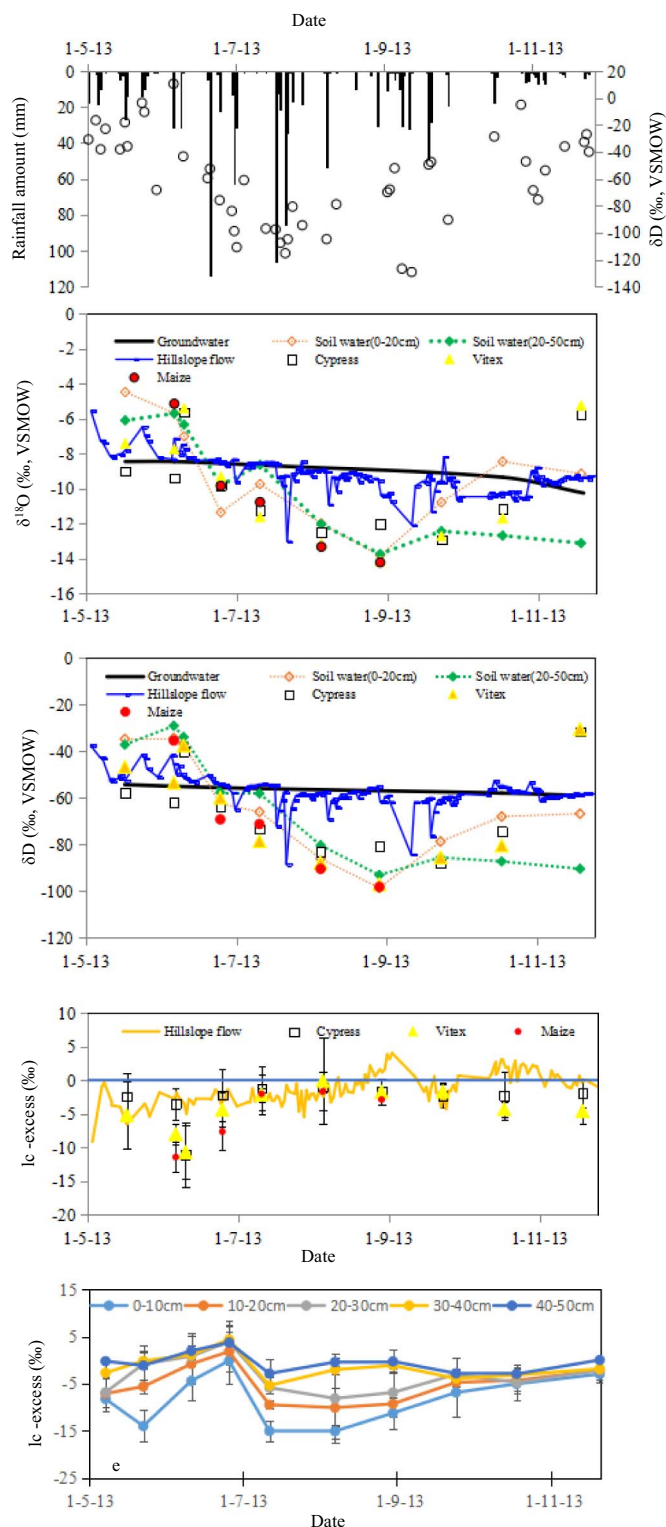 Date
1-5-13 1-7-13 1-9-13 1-11-13
0 20
20 0
40 -20
60 -40
80 -60
100 -80
120 -100
-120
-140
Rainfall amount (mm)
δD (‰, VSMOW)
0
-2
-4
-6
-8
-10
-12
-14
-16
δ18O (‰, VSMOW)
Groundwater Soil water(0-20cm) Soil water(20-50cm)
Hillslope flow Cypress Vitex
Maize
1-5-13 1-7-13 1-9-13 1-11-13
0
-20
-40
-60
-80
-100
-120
δD (‰, VSMOW)
Groundwater Soil water(0-20cm) Soil water(20-50cm)
Hillslope flow Cypress Vitex
Maize
1-5-13 1-7-13 1-9-13 1-11-13
10
5
0
-5
-10
-15
-20
lc -excess (‰)
Hillslope flow Cypress Vitex Maize
1-5-13 1-7-13 1-9-13 1-11-13
Date
15
5
-5
-15
-25
lc -excess (‰)
0-10cm 10-20cm 20-30cm 30-40cm 40-50cm
e
1-5-13 1-7-13 1-9-13 1-11-13
Date